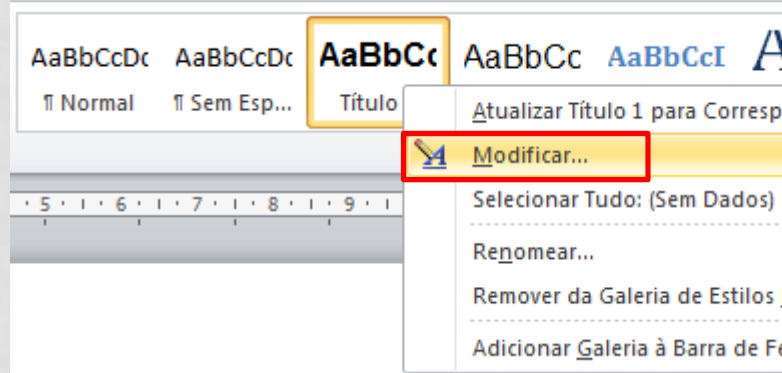 AaBbCcDc AaBbCcDc AaBbCc AaBbCc AaBbCcI A
¶ Normal ¶ Sem Esp... Título
Atualizar Título 1 para Corresp
Modificar...
· 5 · ı · 6 · ı · 7 · ı · 8 · ı · 9 · ı
Selecionar Tudo: (Sem Dados)
Renomear...
Remover da Galeria de Estilos
Adicionar Galeria à Barra de Fe